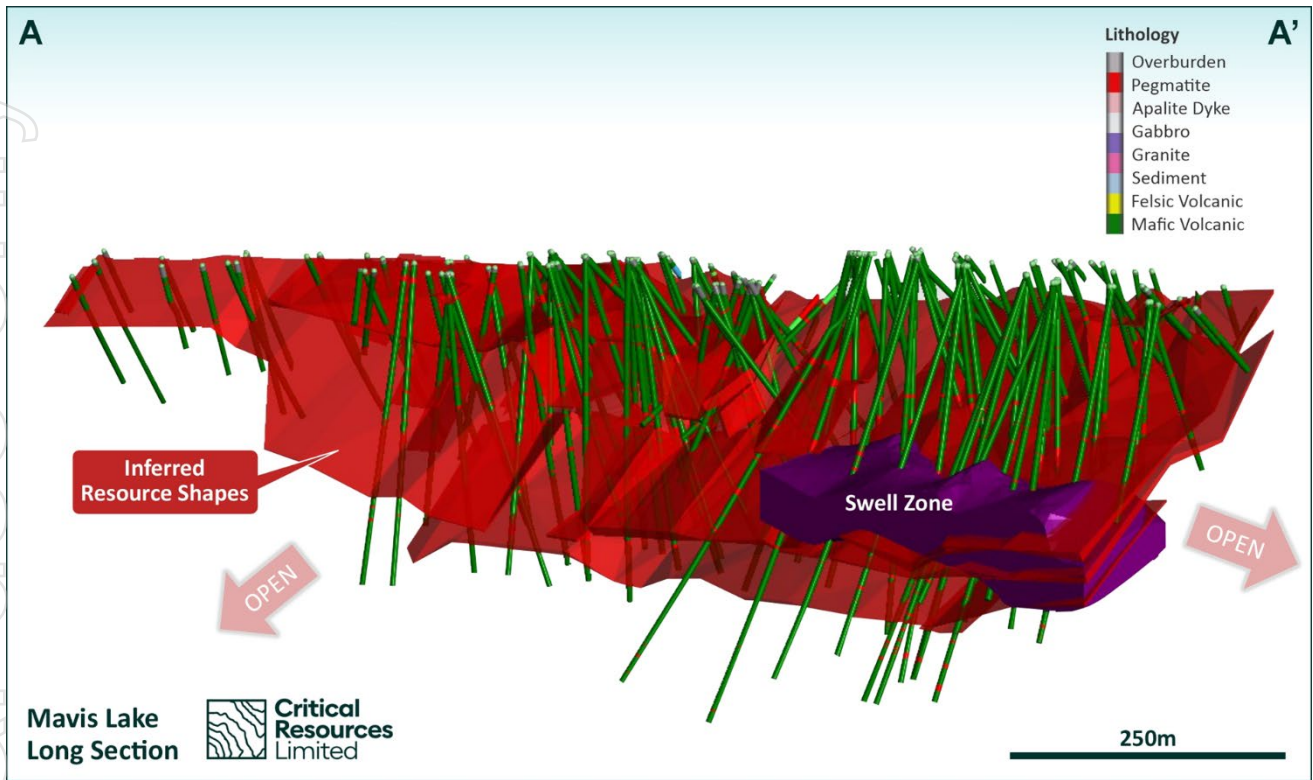 A
A'
Lithology
Overburden
Pegmatite
Apalite Dyke
Gabbro
Granite
Sediment
Felsic Volcanic
Mafic Volcanic
Inferred
Resource Shapes
Swell Zone
OPEN
OPEN
Mavis Lake
Long Section
Critical
Resources
Limited
250m